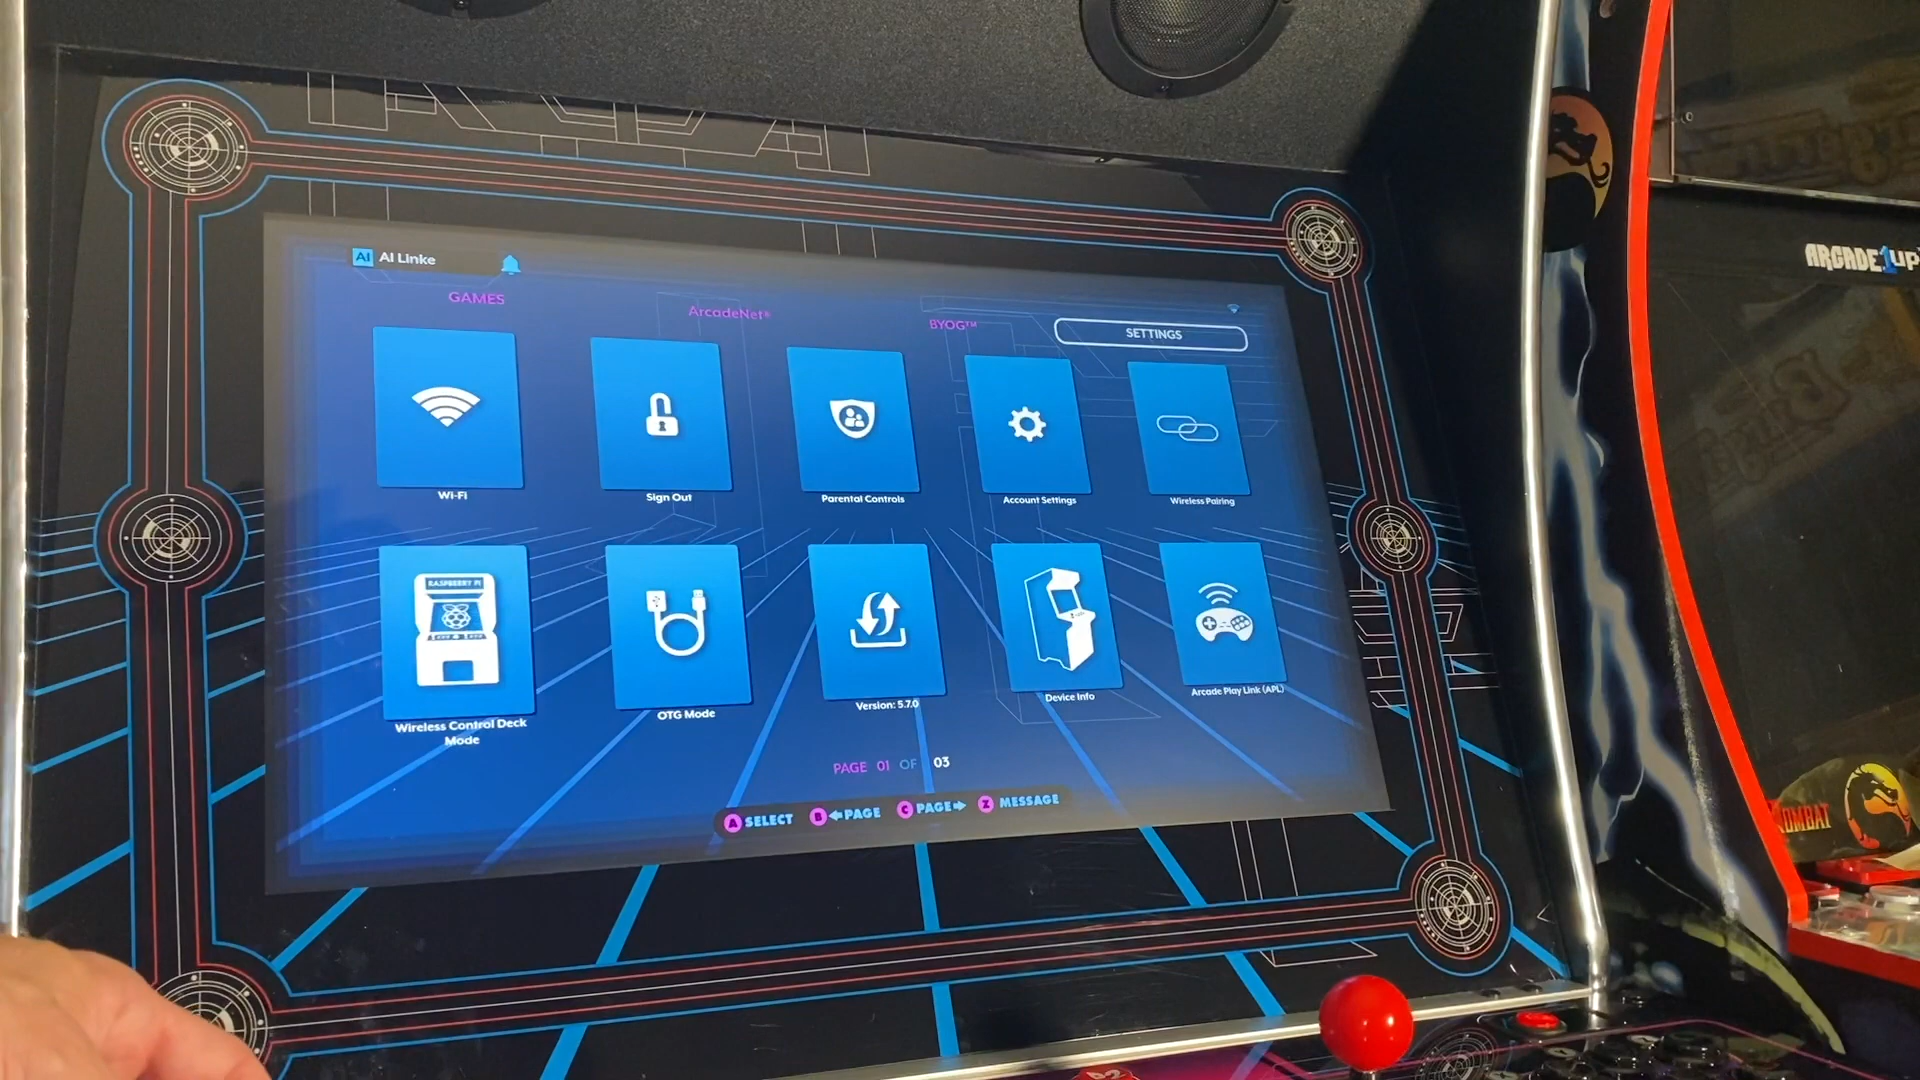 AI AI Linke
GAMES
ArcadeNet®
BYOG™
SETTINGS
Wi-Fi
Sign Out
Parental Controls
Account Settings
Wireless Pairing
RASPBERRY PI
Wireless Control Deck
Mode
OTG Mode
Version: 5.7.0
Device Info
Arcade Play Link (APL)
PAGE 01 OF 03
A SELECT B PAGE C PAGE Z MESSAGE
ARCADE1UP
KOMBAT